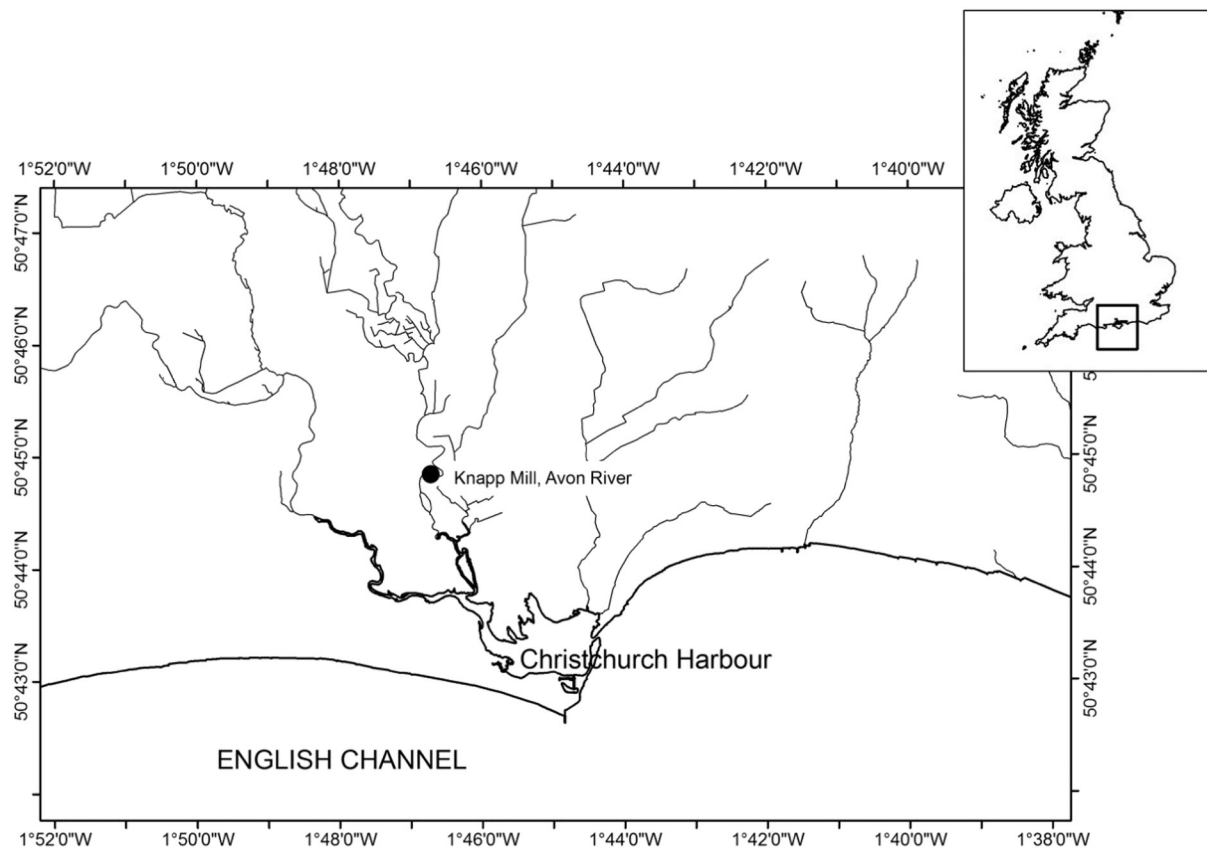 1°52'0"W 1°50'0"W 1°48'0"W 1°46'0"W 1°44'0"W 1°42'0"W 1°40'0"W
50°47'0"N
50°46'0"N
50°45'0"N
50°44'0"N
50°43'0"N
Knapp Mill, Avon River
Christchurch Harbour
ENGLISH CHANNEL
50°45'0"N
50°44'0"N
50°43'0"N
1°52'0"W 1°50'0"W 1°48'0"W 1°46'0"W 1°44'0"W 1°42'0"W 1°40'0"W 1°38'0"W